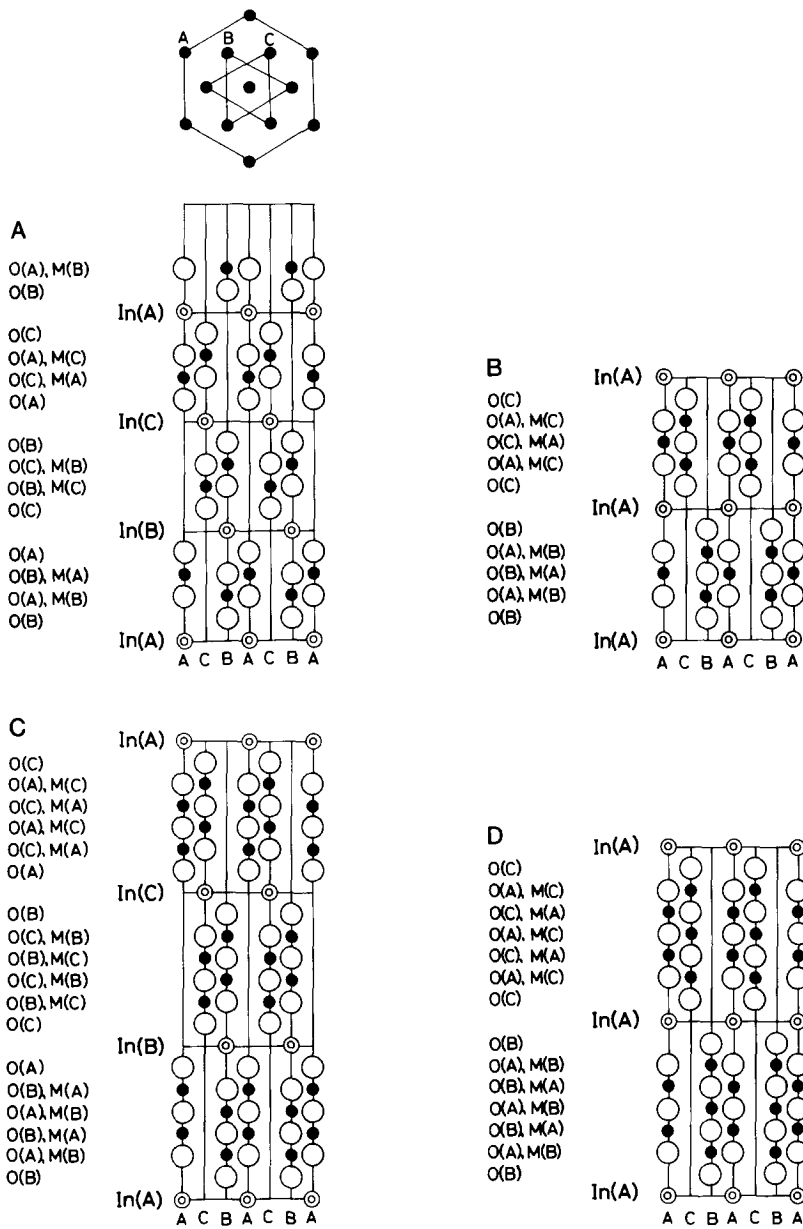 A B C
A
O(A), M(B)
O(B)
In(A)
O(C)
O(A), M(C)
O(C), M(A)
O(A)
In(C)
O(B)
O(C), M(B)
O(B), M(C)
O(C)
In(B)
O(A)
O(B), M(A)
O(A), M(B)
O(B)
In(A)
A C B A C B A
B
In(A)
O(C)
O(A), M(C)
O(C), M(A)
O(A), M(C)
O(C)
In(A)
O(B)
O(A), M(B)
O(B), M(A)
O(A), M(B)
O(B)
In(A)
A C B A C B A
C
In(A)
O(C)
O(A), M(C)
O(C), M(A)
O(A), M(C)
O(C), M(A)
O(A)
In(C)
O(B)
O(C), M(B)
O(B), M(C)
O(C), M(B)
O(B), M(C)
O(C)
In(B)
O(A)
O(B), M(A)
O(A), M(B)
O(B), M(A)
O(A), M(B)
O(B)
In(A)
A C B A C B A
D
In(A)
O(C)
O(A), M(C)
O(C), M(A)
O(A), M(C)
O(C), M(A)
O(A), M(C)
O(C)
In(A)
O(B)
O(A), M(B)
O(B), M(A)
O(A), M(B)
O(B), M(A)
O(A), M(B)
O(B)
In(A)
A C B A C B A